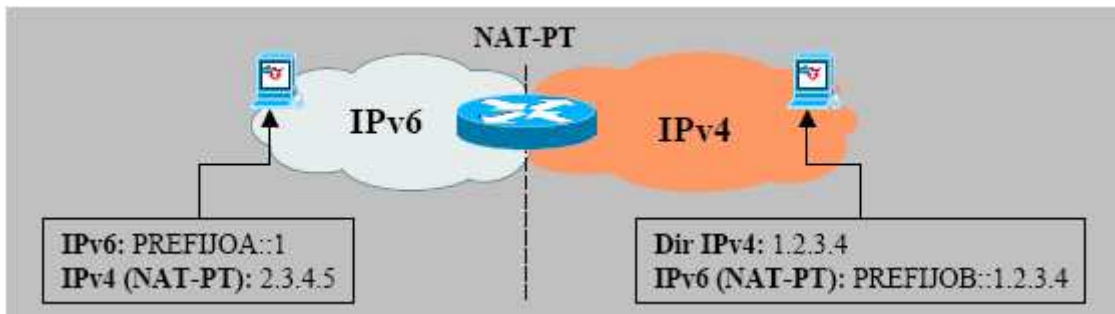 NAT-PT
IPv6
IPv4
IPv6: PREFIJOA::1
IPv4 (NAT-PT): 2.3.4.5
Dir IPv4: 1.2.3.4
IPv6 (NAT-PT): PREFIJOB::1.2.3.4